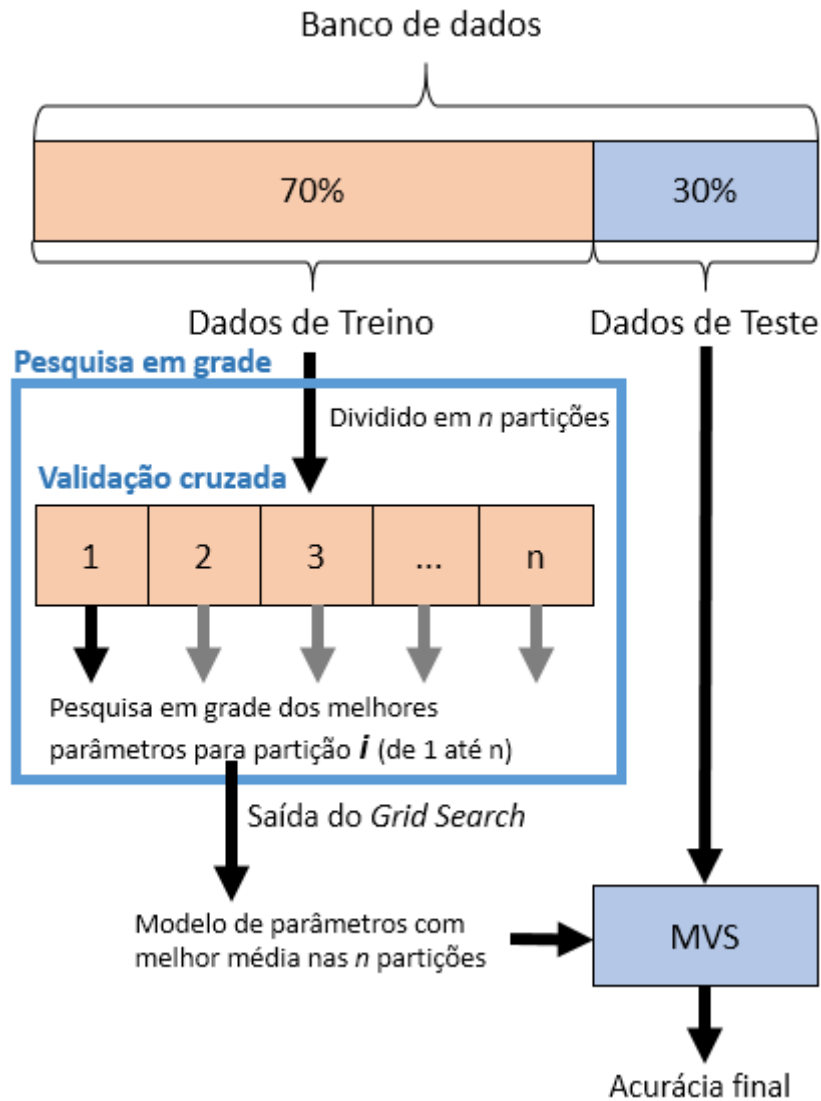 Banco de dados
70%
30%
Dados de Treino
Dados de Teste
Pesquisa em grade
Dividido em n partições
Validação cruzada
1
2
3
...
n
Pesquisa em grade dos melhores
parâmetros para partição i (de 1 até n)
Saída do Grid Search
Modelo de parâmetros com
melhor média nas n partições
MVS
Acurácia final